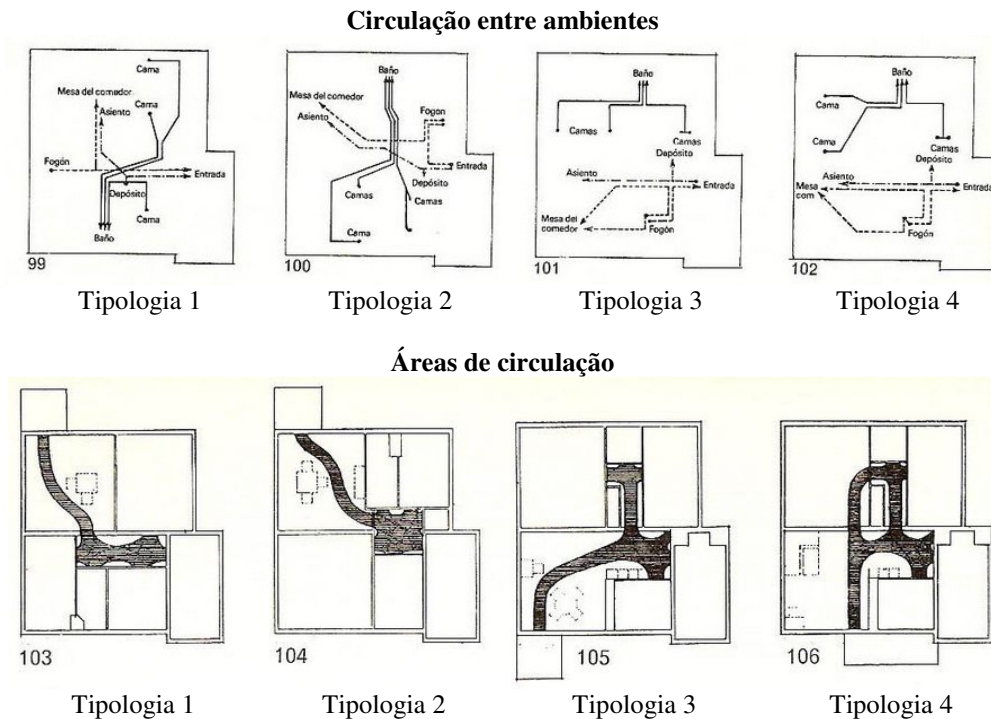 Circulação entre ambientes
Cama
Mesa del comedor
Cama
Asiento
Fogón
Entrada
Depósito
Cama
Baño
99
Baño
Mesa del comedor
Asiento
Fogon
Entrada
Depósito
Camas
Camas
Cama
100
Baño
Camas
Camas
Depósito
Asiento
Entrada
Mesa del
comedor
Fogón
101
Baño
Cama
Cama
Camas
Depósito
Asiento
Mesa
com
Entrada
Fogón
102
Tipologia 1
Tipologia 2
Tipologia 3
Tipologia 4
Áreas de circulação
103
104
105
106
Tipologia 1
Tipologia 2
Tipologia 3
Tipologia 4